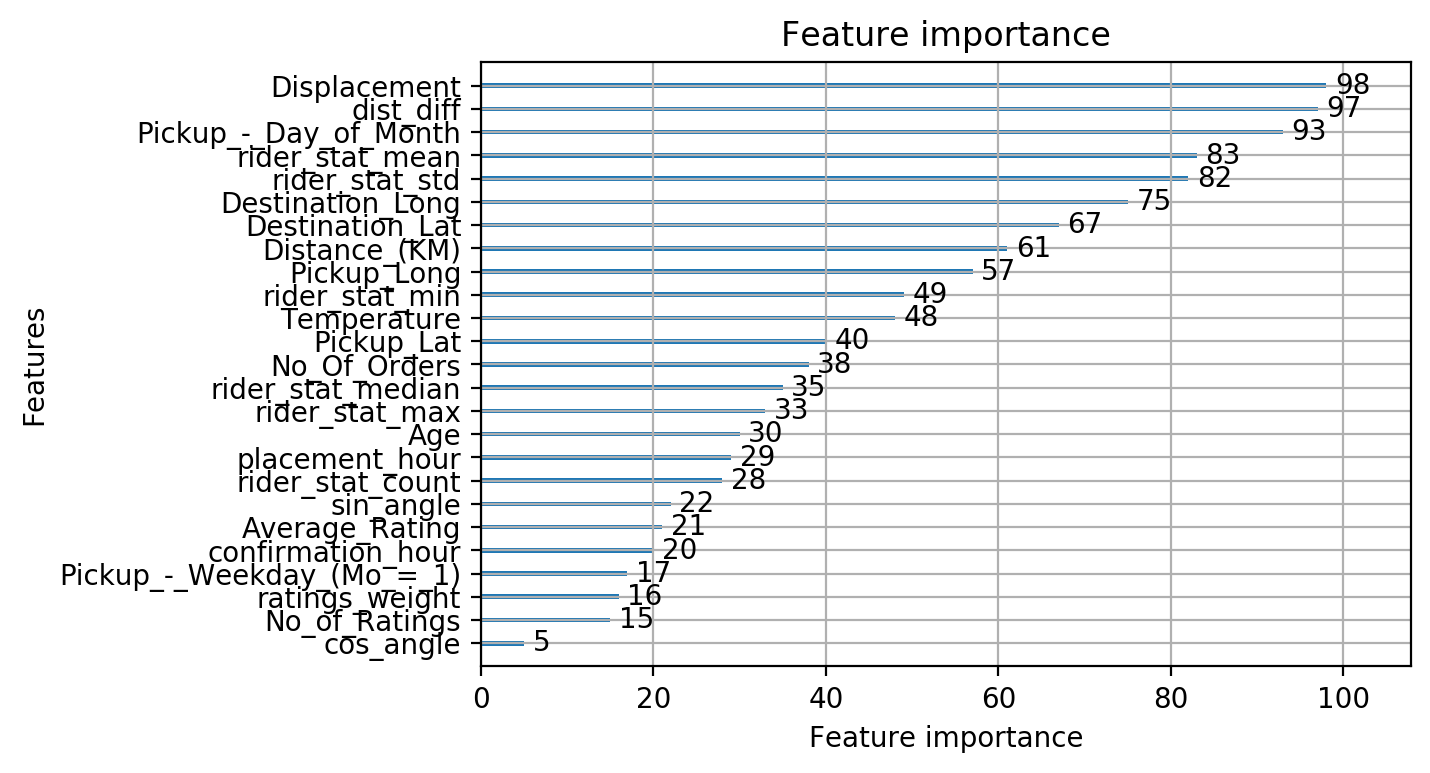 Feature importance
Displacement 98
dist_diff 97
Pickup_-_Day_of_Month 93
rider_stat_mean 83
rider_stat_std 82
Destination_Long 75
Destination_Lat 67
Distance_(KM) 61
Pickup_Long 57
rider_stat_min 49
Temperature 48
Pickup_Lat 40
No_Of_Orders 38
rider_stat_median 35
rider_stat_max 33
Age 30
placement_hour 29
rider_stat_count 28
sin_angle 22
Average_Rating 21
confirmation_hour 20
Pickup_-_Weekday_(Mo_=_1) 17
ratings_weight 16
No_of_Ratings 15
cos_angle 5
Features
0 20 40 60 80 100
Feature importance